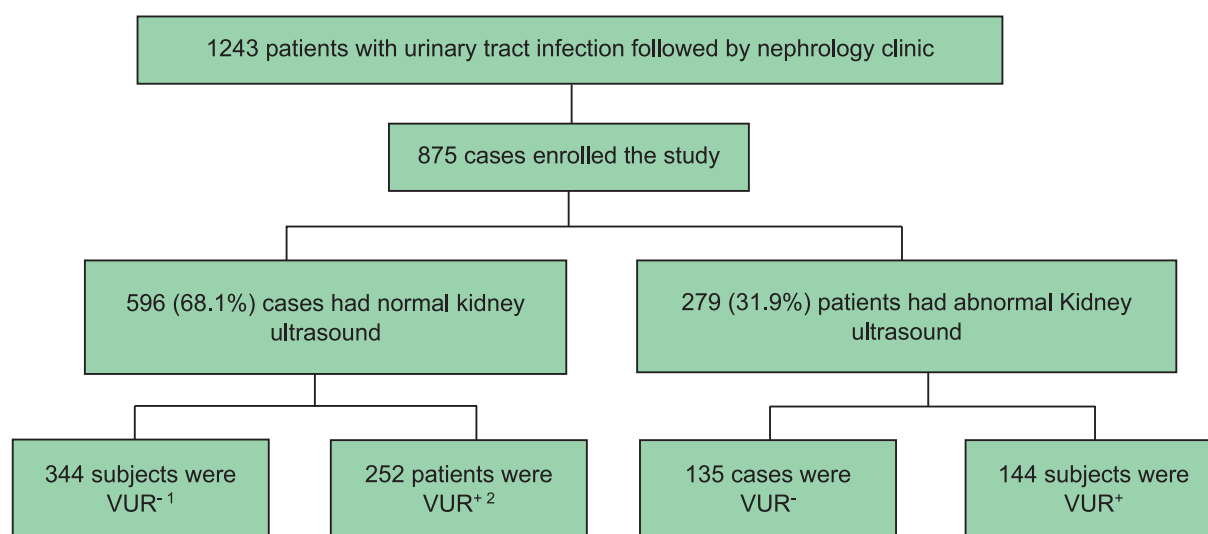 1243 patients with urinary tract infection followed by nephrology clinic
875 cases enrolled the study
596 (68.1%) cases had normal kidney
ultrasound
279 (31.9%) patients had abnormal Kidney
ultrasound
344 subjects were
VUR⁻ ¹
252 patients were
VUR⁺ ²
135 cases were
VUR⁻
144 subjects were
VUR⁺